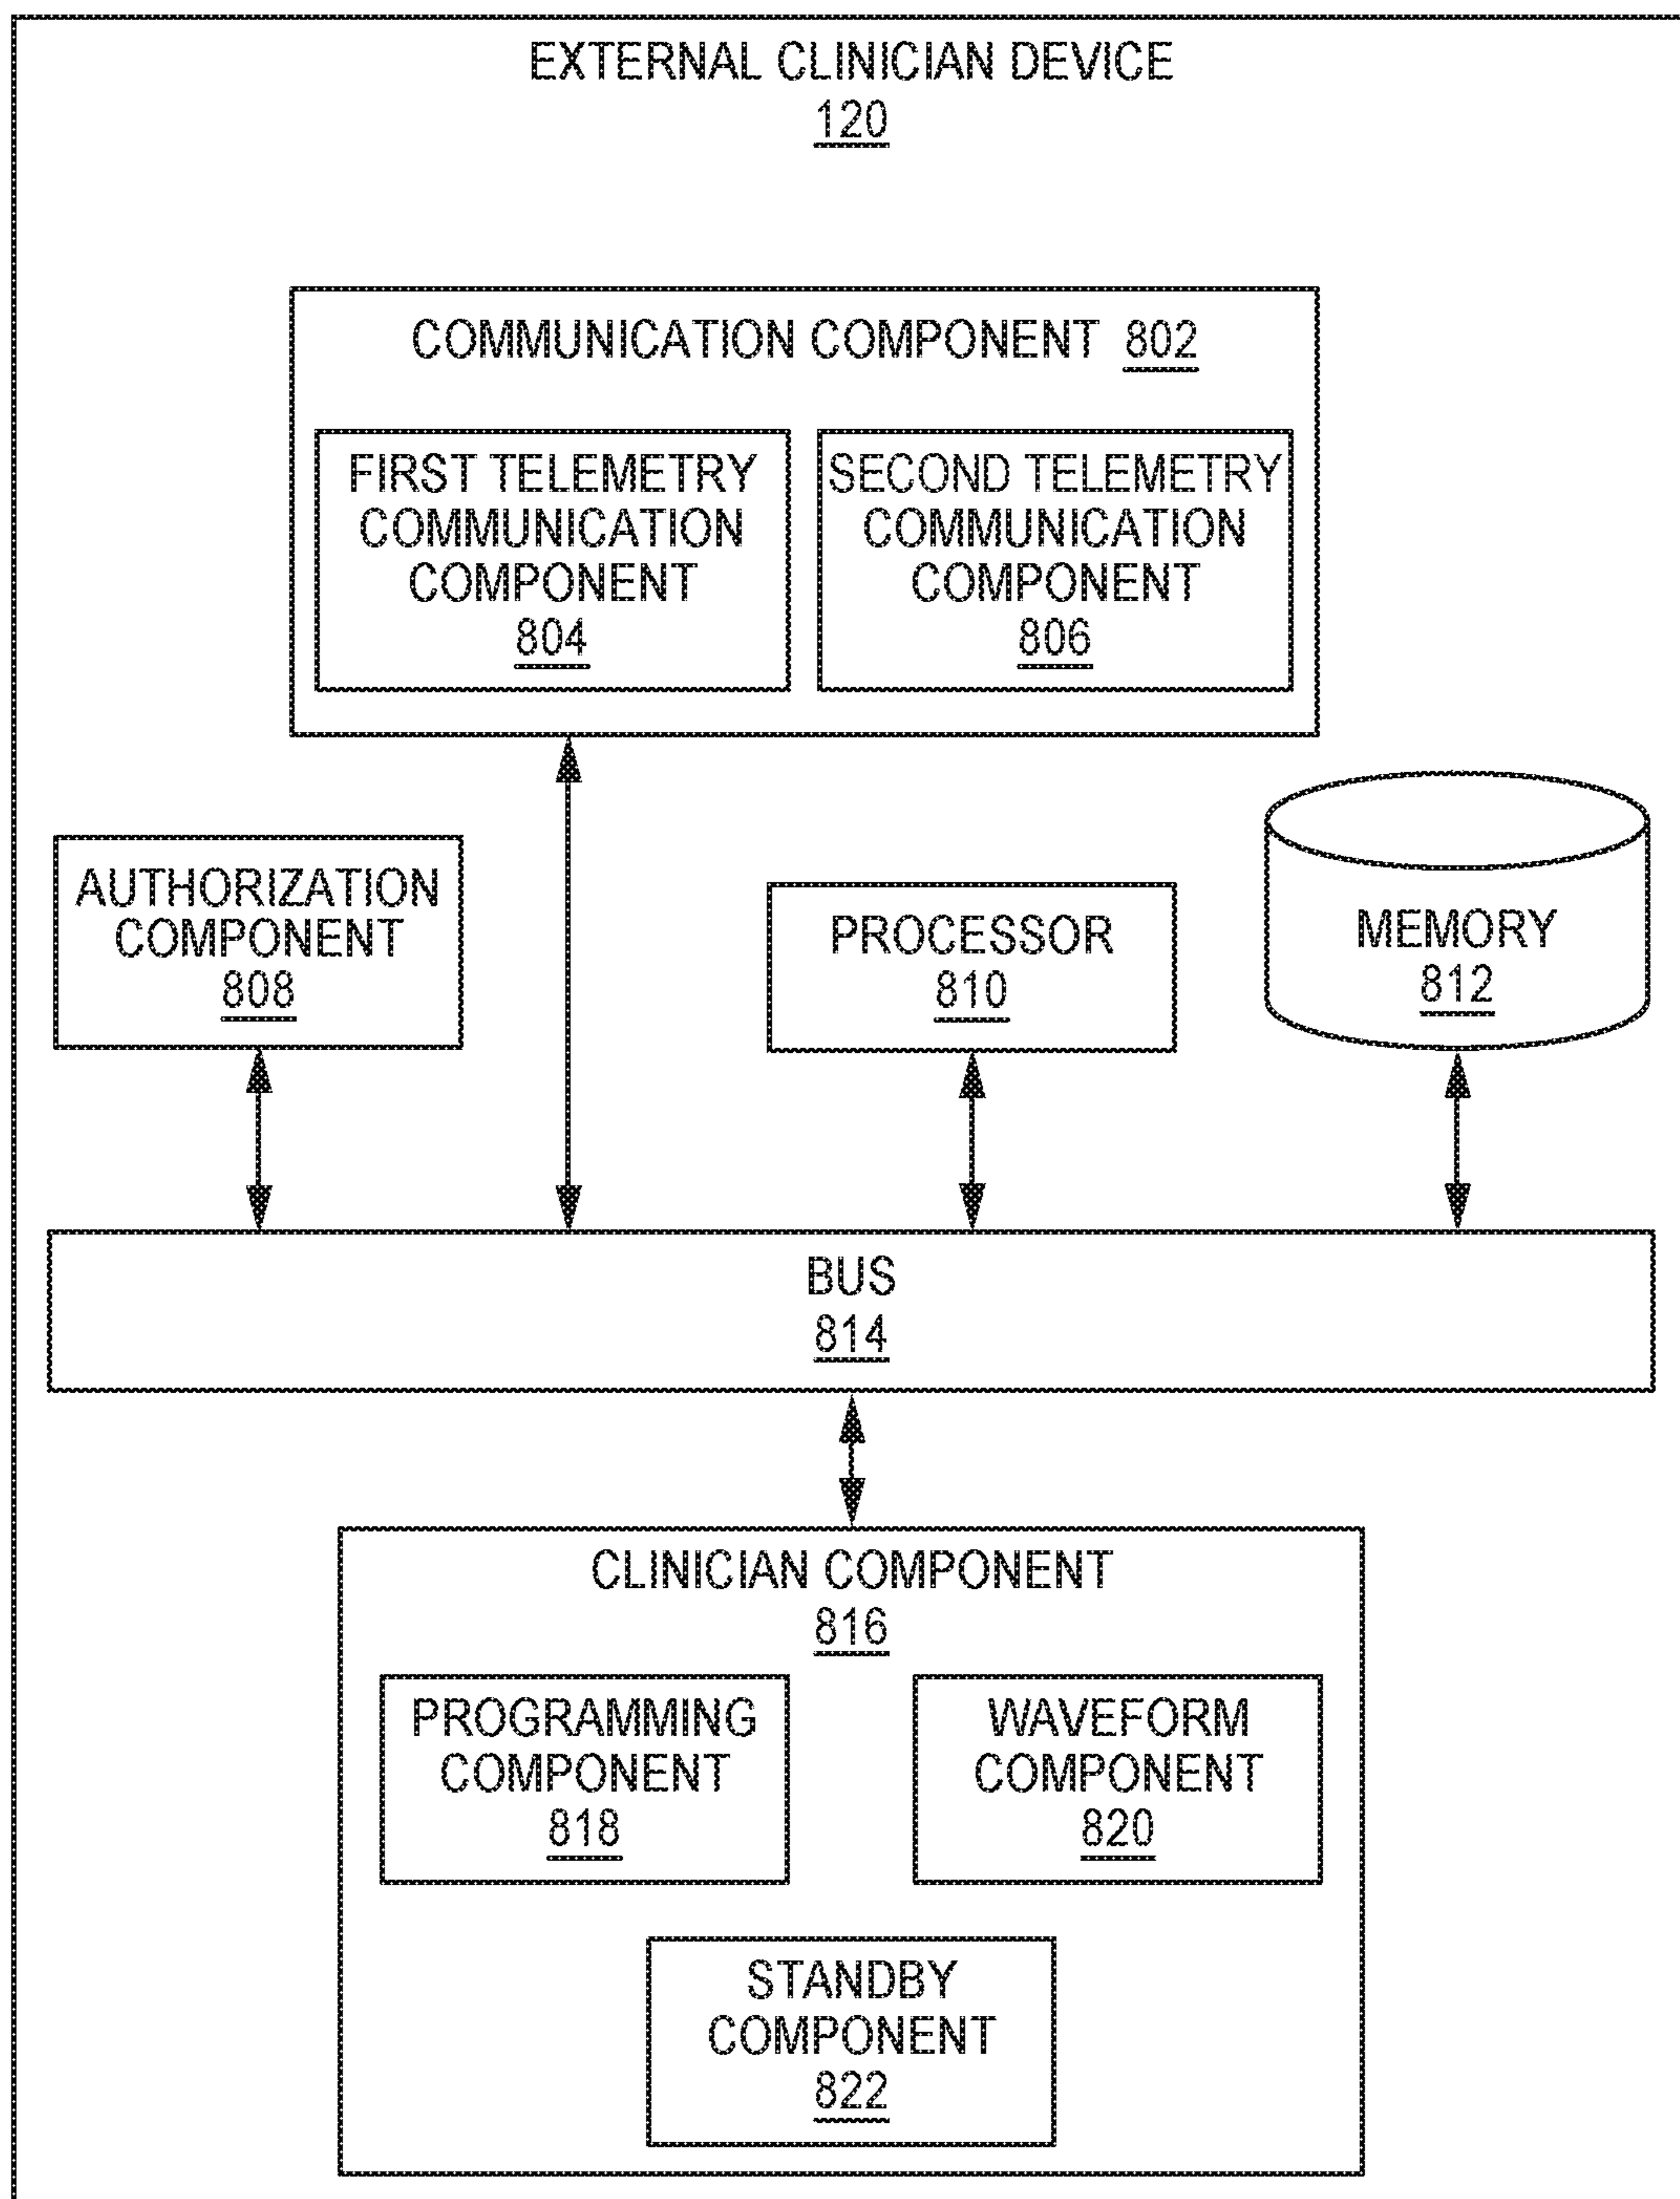 EXTERNAL CLINICIAN DEVICE
120
COMMUNICATION COMPONENT 802
FIRST TELEMETRY
COMMUNICATION
COMPONENT
804
SECOND TELEMETRY
COMMUNICATION
COMPONENT
806
AUTHORIZATION
COMPONENT
808
PROCESSOR
810
MEMORY
812
BUS
814
CLINICIAN COMPONENT
816
PROGRAMMING
COMPONENT
818
WAVEFORM
COMPONENT
820
STANDBY
COMPONENT
822